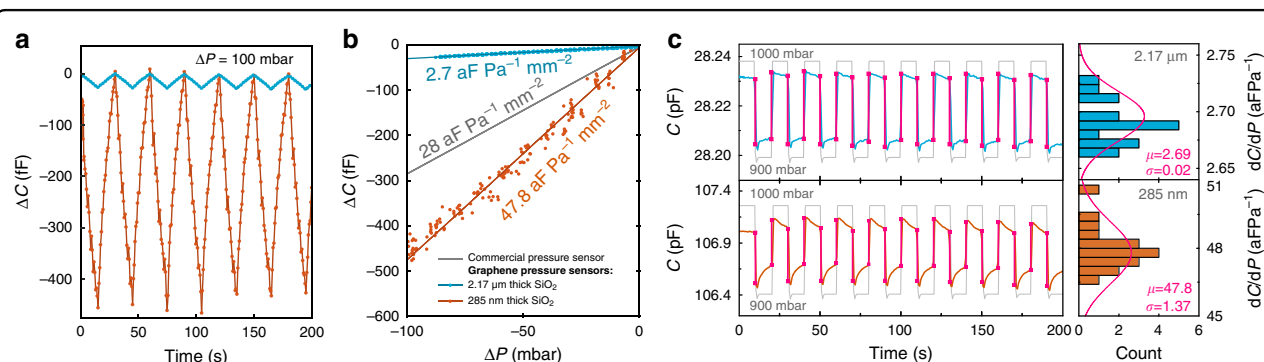 a
ΔP = 100 mbar
0
−100
−200
−300
−400
ΔC (fF)
0
50
100
150
200
Time (s)
b
0
−100
−200
−300
−400
−500
−600
ΔC (fF)
2.7 aF Pa⁻¹ mm⁻²
28 aF Pa⁻¹ mm⁻²
47.8 aF Pa⁻¹ mm⁻²
Commercial pressure sensor
Graphene pressure sensors:
2.17 μm thick SiO₂
285 nm thick SiO₂
−100
−50
0
ΔP (mbar)
c
28.24
28.22
28.20
C (pF)
1000 mbar
900 mbar
107.4
106.9
106.4
C (pF)
1000 mbar
900 mbar
0
50
100
150
200
Time (s)
2.17 μm
μ=2.69
σ=0.02
2.75
2.70
2.65
dC/dP (aFPa⁻¹)
285 nm
μ=47.8
σ=1.37
51
48
45
dC/dP (aFPa⁻¹)
0
2
4
6
Count